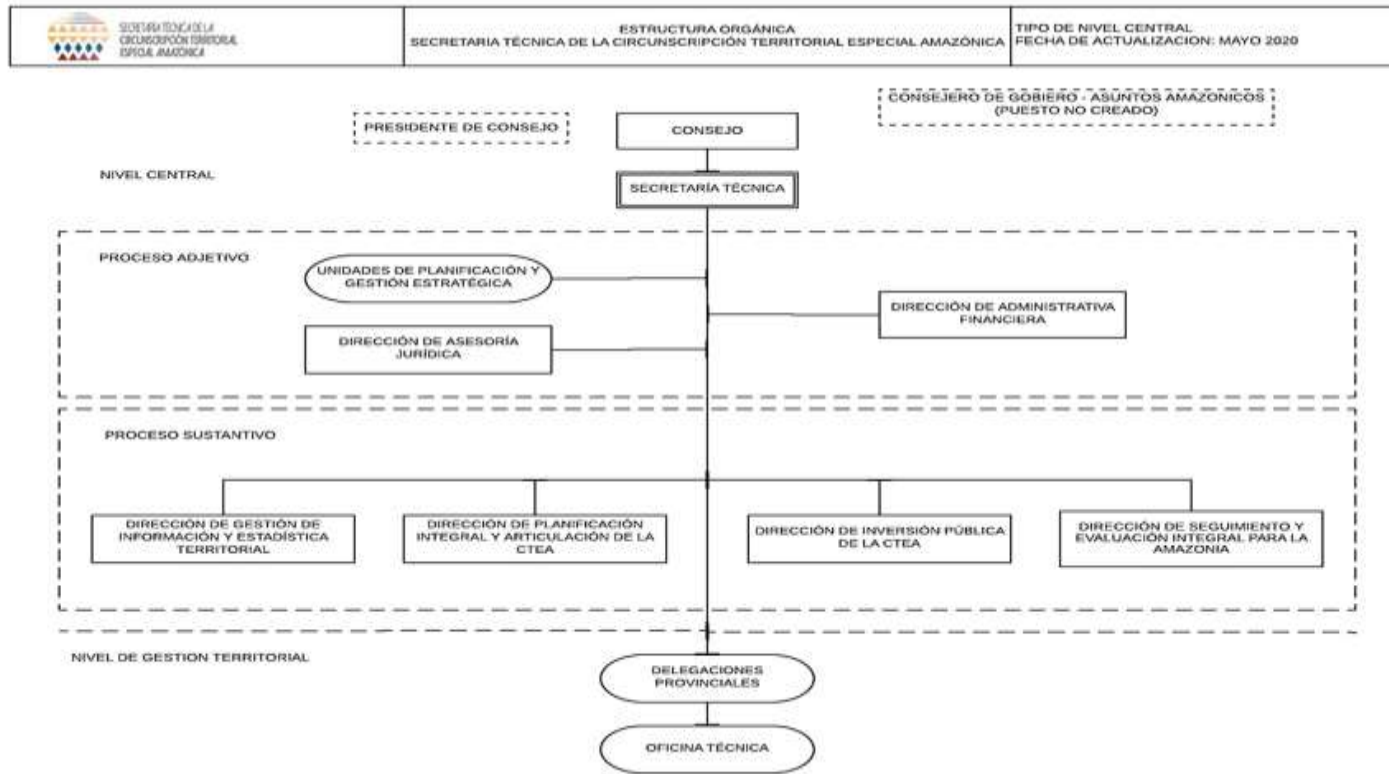 SECRETARÍA TÉCNICA DE LA
CIRCUNSCRIPCIÓN TERRITORIAL
ESPECIAL AMAZÓNICA
ESTRUCTURA ORGÁNICA
SECRETARIA TÉCNICA DE LA CIRCUNSCRIPCIÓN TERRITORIAL ESPECIAL AMAZÓNICA
TIPO DE NIVEL CENTRAL
FECHA DE ACTUALIZACION: MAYO 2020
CONSEJERO DE GOBIERO - ASUNTOS AMAZONICOS
(PUESTO NO CREADO)
PRESIDENTE DE CONSEJO
CONSEJO
NIVEL CENTRAL
SECRETARÍA TÉCNICA
PROCESO ADJETIVO
UNIDADES DE PLANIFICACIÓN Y
GESTIÓN ESTRATÉGICA
DIRECCIÓN DE ADMINISTRATIVA
FINANCIERA
DIRECCIÓN DE ASESORÍA
JURÍDICA
PROCESO SUSTANTIVO
DIRECCIÓN DE GESTIÓN DE
INFORMACIÓN Y ESTADÍSTICA
TERRITORIAL
DIRECCIÓN DE PLANIFICACIÓN
INTEGRAL Y ARTICULACIÓN DE LA
CTEA
DIRECCIÓN DE INVERSIÓN PÚBLICA
DE LA CTEA
DIRECCIÓN DE SEGUIMIENTO Y
EVALUACIÓN INTEGRAL PARA LA
AMAZONIA
NIVEL DE GESTION TERRITORIAL
DELEGACIONES
PROVINCIALES
OFICINA TÉCNICA